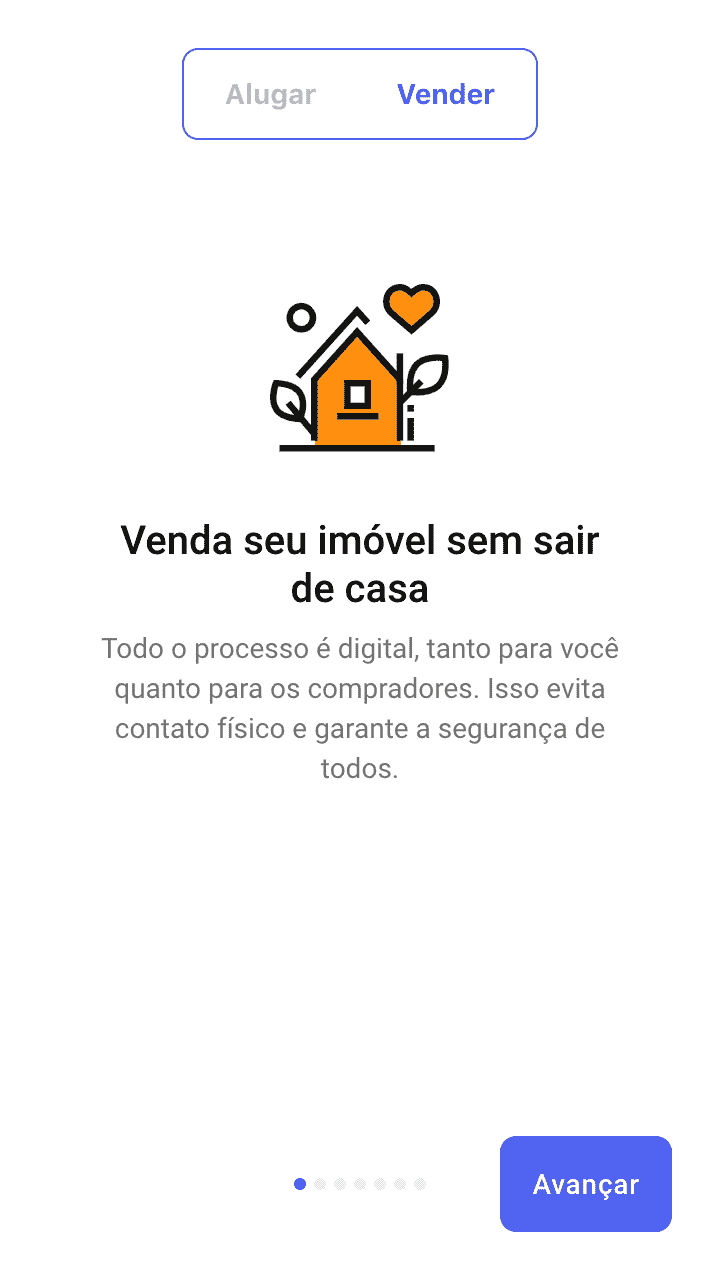 Alugar Vender
Venda seu imóvel sem sair
de casa
Todo o processo é digital, tanto para você
quanto para os compradores. Isso evita
contato físico e garante a segurança de
todos.
Avançar